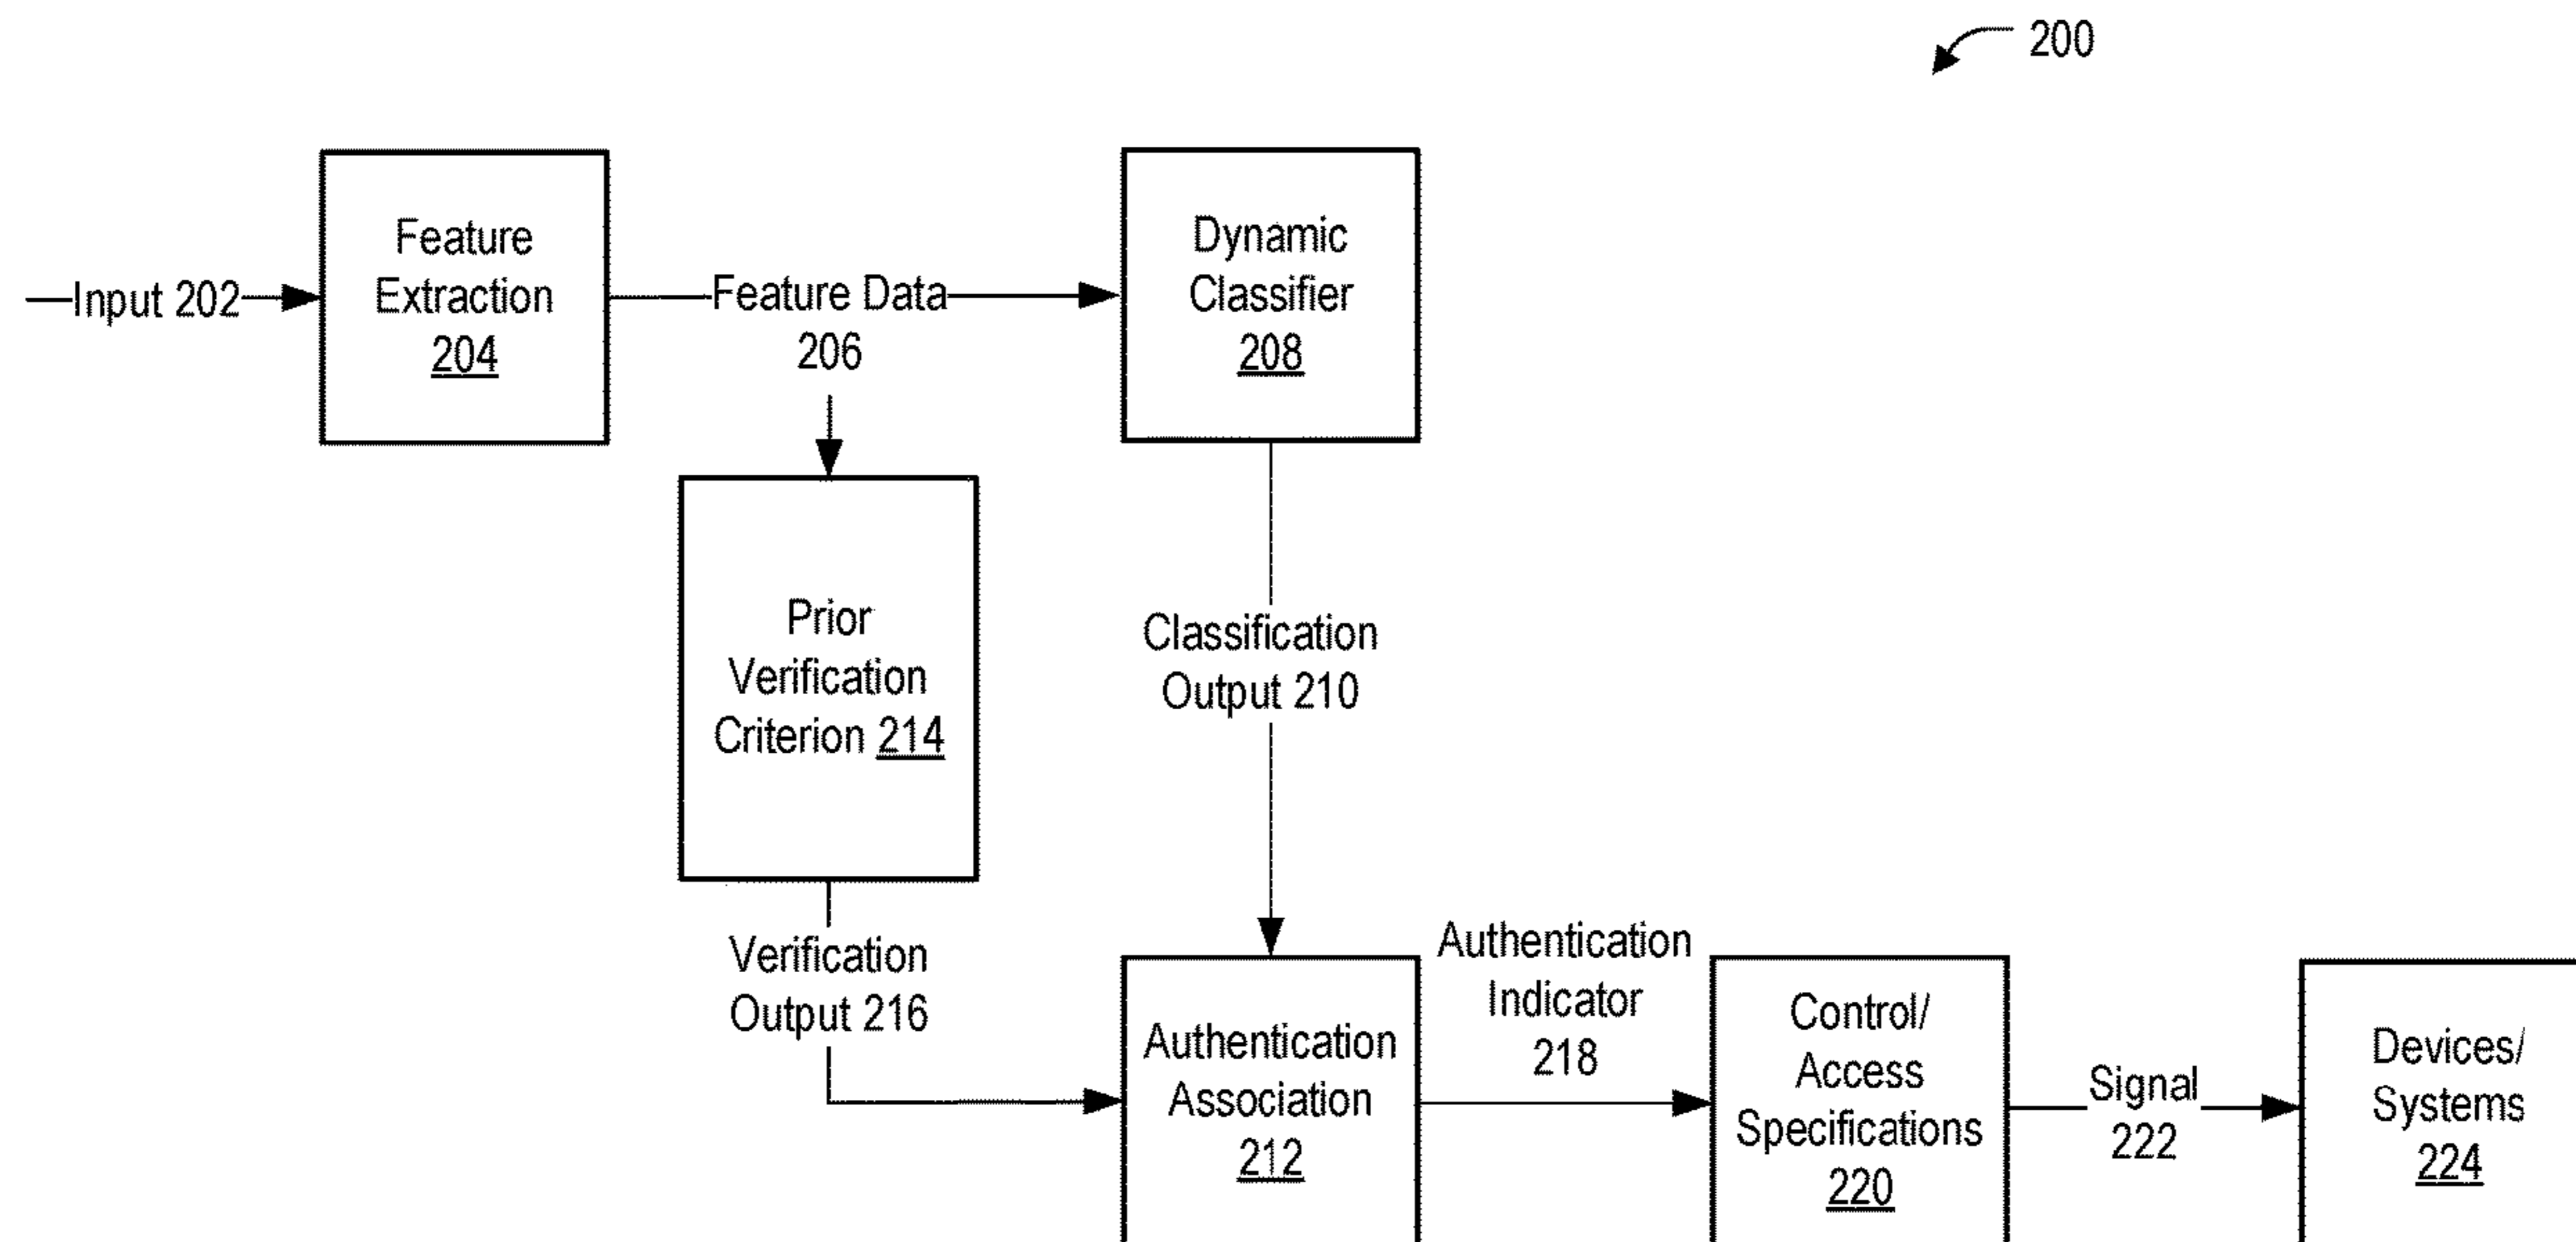 200
Input 202
Feature
Extraction
204
Feature Data
206
Dynamic
Classifier
208
Prior
Verification
Criterion 214
Classification
Output 210
Verification
Output 216
Authentication
Association
212
Authentication
Indicator
218
Control/
Access
Specifications
220
Signal
222
Devices/
Systems
224